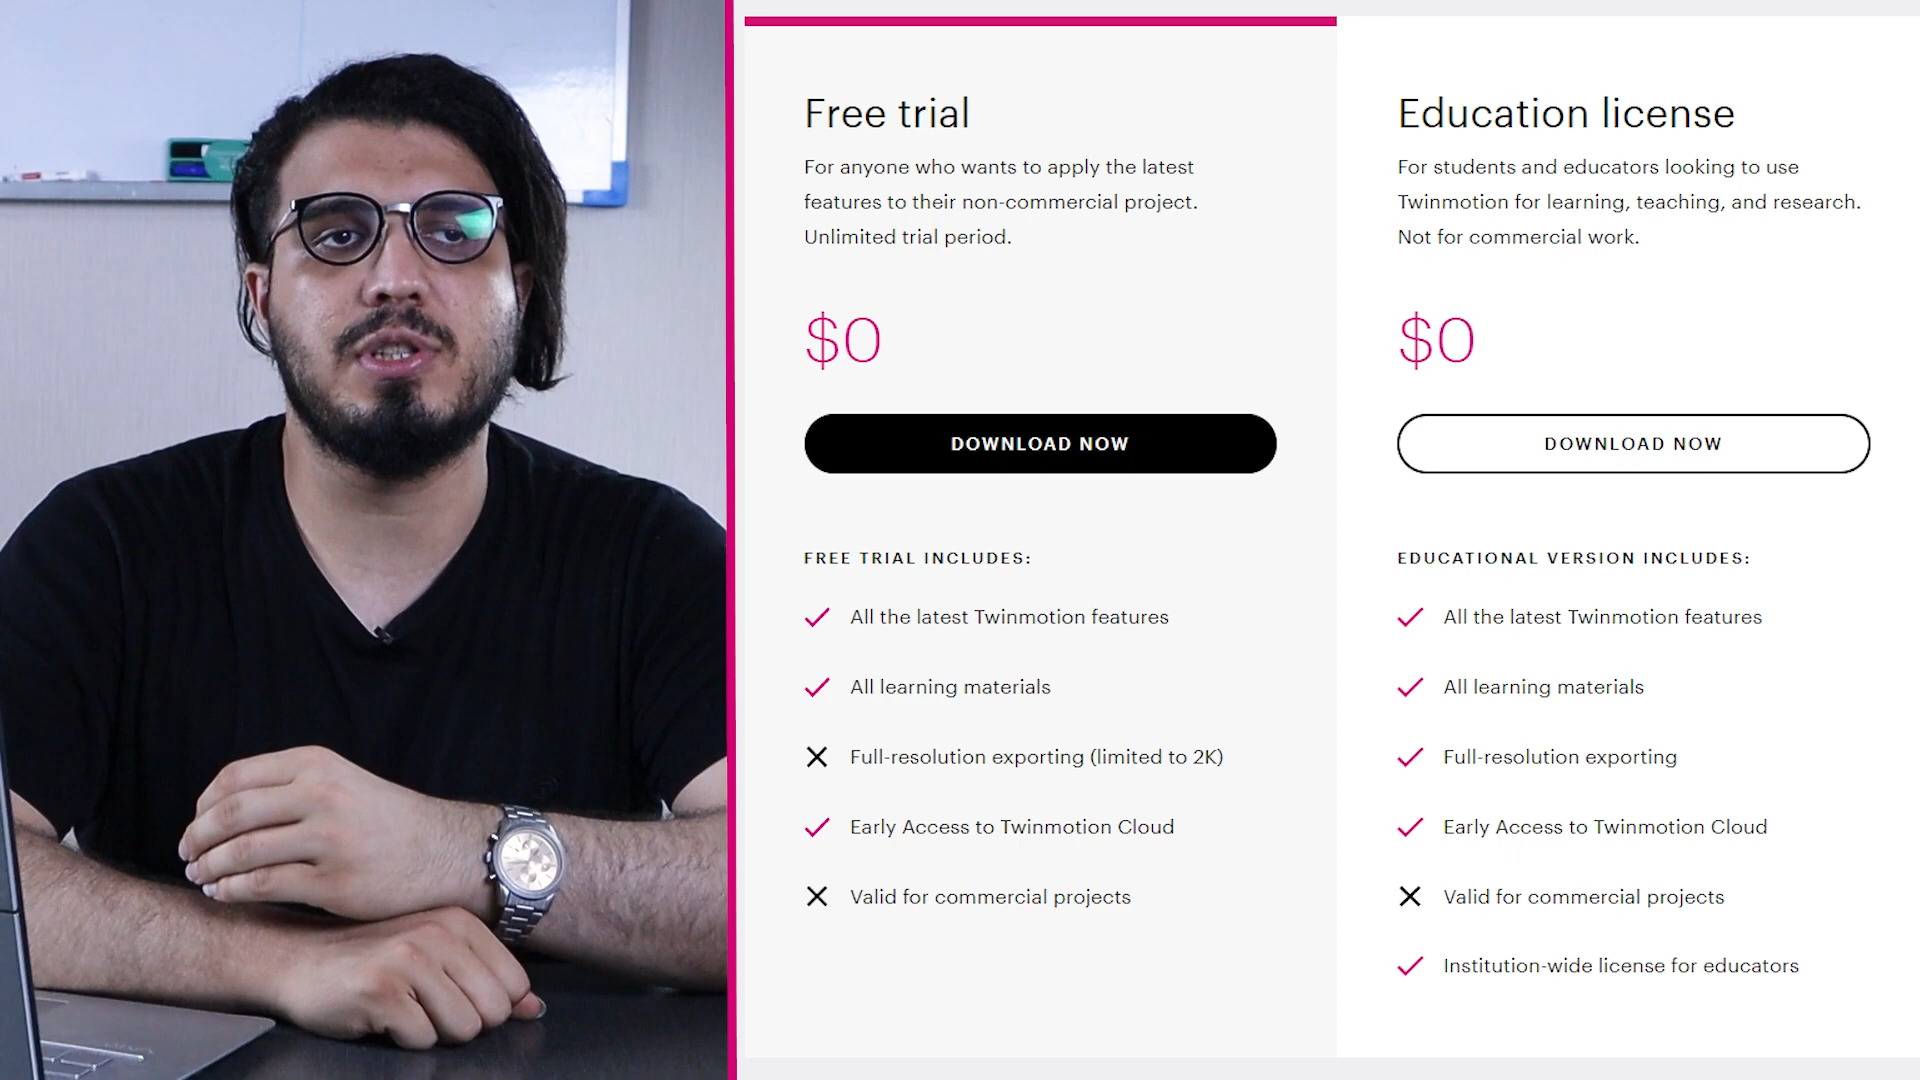 Free trial
For anyone who wants to apply the latest
features to their non-commercial project.
Unlimited trial period.
$0
DOWNLOAD NOW
FREE TRIAL INCLUDES:
All the latest Twinmotion features
All learning materials
Full-resolution exporting (limited to 2K)
Early Access to Twinmotion Cloud
Valid for commercial projects
Education license
For students and educators looking to use
Twinmotion for learning, teaching, and research.
Not for commercial work.
$0
DOWNLOAD NOW
EDUCATIONAL VERSION INCLUDES:
All the latest Twinmotion features
All learning materials
Full-resolution exporting
Early Access to Twinmotion Cloud
Valid for commercial projects
Institution-wide license for educators